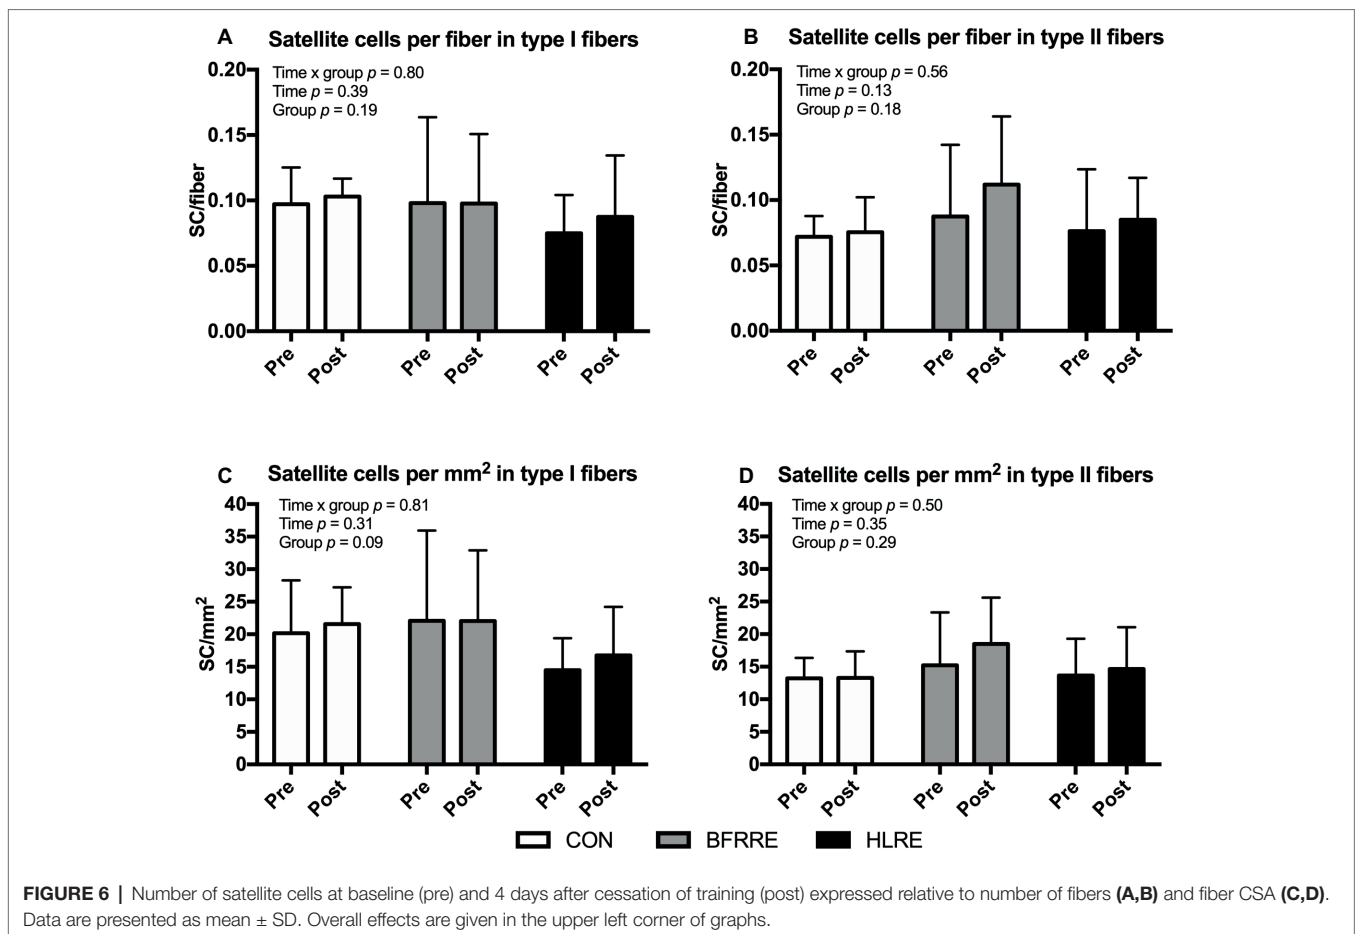 A Satellite cells per fiber in type I fibers
Time x group p = 0.80
Time p = 0.39
Group p = 0.19
SC/fiber
0.20
0.15
0.10
0.05
0.00
Pre Post Pre Post Pre Post
B Satellite cells per fiber in type II fibers
Time x group p = 0.56
Time p = 0.13
Group p = 0.18
SC/fiber
0.20
0.15
0.10
0.05
0.00
Pre Post Pre Post Pre Post
C Satellite cells per mm² in type I fibers
Time x group p = 0.81
Time p = 0.31
Group p = 0.09
SC/mm²
40
35
30
25
20
15
10
5
0
Pre Post Pre Post Pre Post
D Satellite cells per mm² in type II fibers
Time x group p = 0.50
Time p = 0.35
Group p = 0.29
SC/mm²
40
35
30
25
20
15
10
5
0
Pre Post Pre Post Pre Post
CON BFRRE HLRE
FIGURE 6 | Number of satellite cells at baseline (pre) and 4 days after cessation of training (post) expressed relative to number of fibers (A,B) and fiber CSA (C,D).
Data are presented as mean ± SD. Overall effects are given in the upper left corner of graphs.